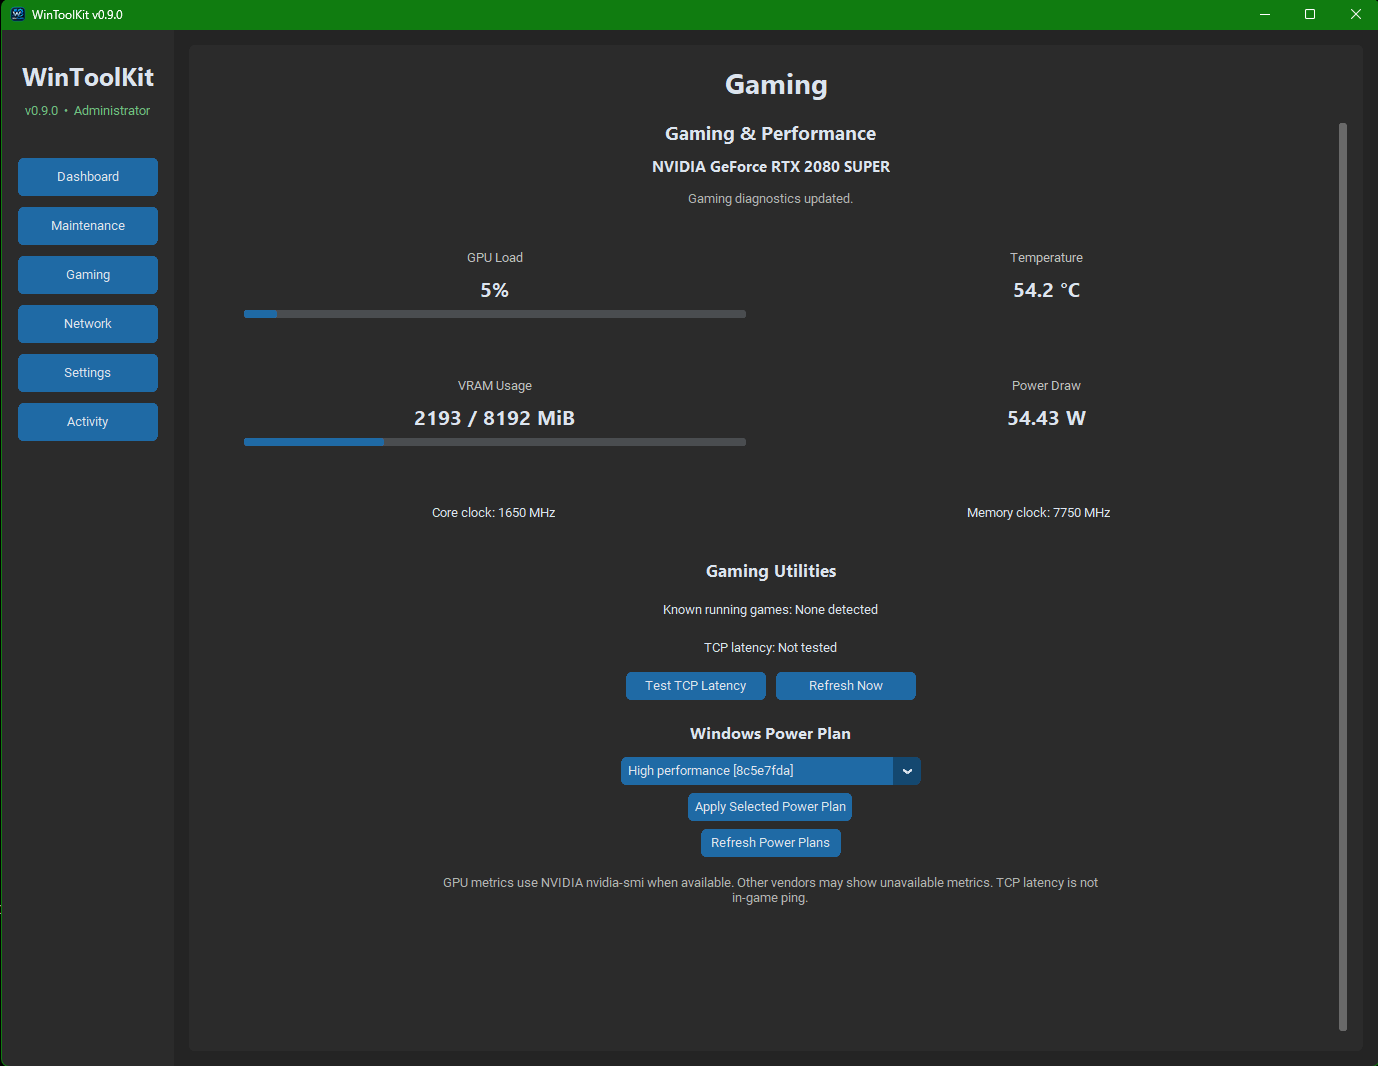 WinToolKit v0.9.0
WinToolKit
v0.9.0 • Administrator
Dashboard
Maintenance
Gaming
Network
Settings
Activity
Gaming
Gaming & Performance
NVIDIA GeForce RTX 2080 SUPER
Gaming diagnostics updated.
GPU Load
5%
Temperature
54.2 °C
VRAM Usage
2193 / 8192 MiB
Power Draw
54.43 W
Core clock: 1650 MHz
Memory clock: 7750 MHz
Gaming Utilities
Known running games: None detected
TCP latency: Not tested
Test TCP Latency
Refresh Now
Windows Power Plan
High performance [8c5e7fda]
Apply Selected Power Plan
Refresh Power Plans
GPU metrics use NVIDIA nvidia-smi when available. Other vendors may show unavailable metrics. TCP latency is not
in-game ping.